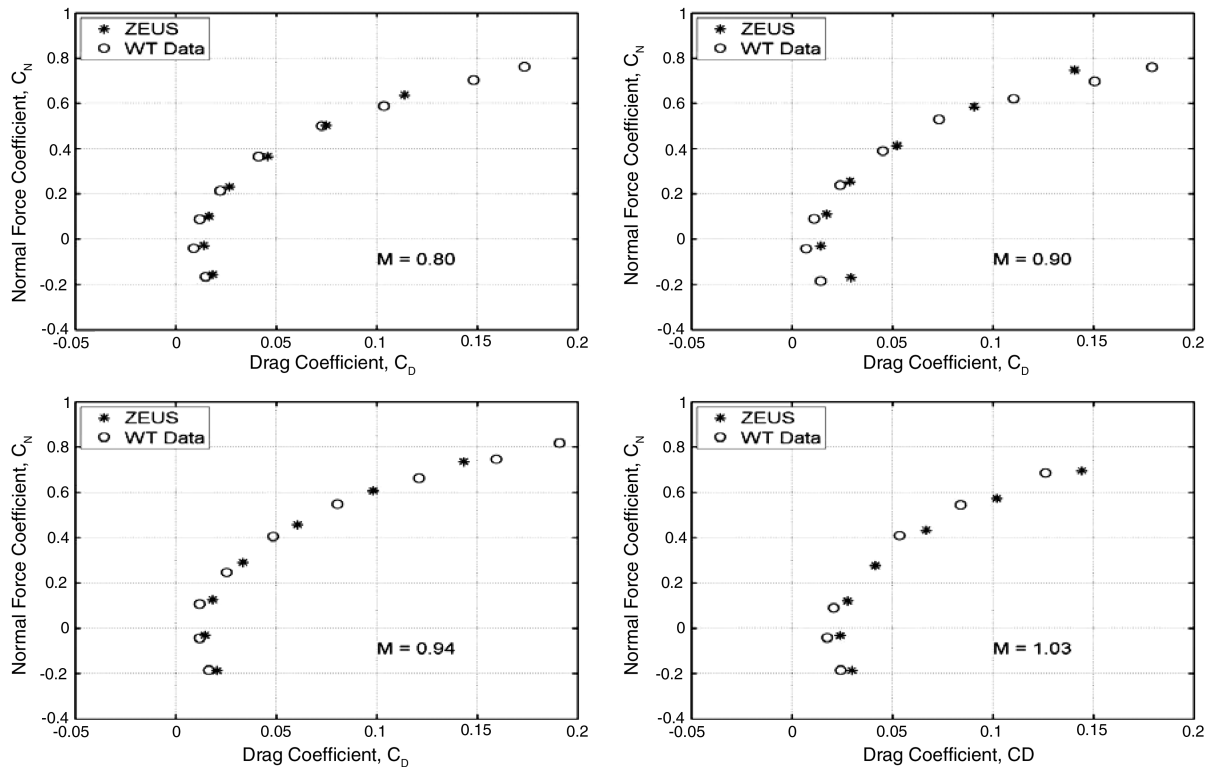 1
0.8
0.6
0.4
0.2
0
-0.2
-0.4
Normal Force Coefficient, C_N
ZEUS
WT Data
M = 0.80
-0.05 0 0.05 0.1 0.15 0.2
Drag Coefficient, C_D
1
0.8
0.6
0.4
0.2
0
-0.2
-0.4
Normal Force Coefficient, C_N
ZEUS
WT Data
M = 0.90
-0.05 0 0.05 0.1 0.15 0.2
Drag Coefficient, C_D
1
0.8
0.6
0.4
0.2
0
-0.2
-0.4
Normal Force Coefficient, C_N
ZEUS
WT Data
M = 0.94
-0.05 0 0.05 0.1 0.15 0.2
Drag Coefficient, C_D
1
0.8
0.6
0.4
0.2
0
-0.2
-0.4
Normal Force Coefficient, C_N
ZEUS
WT Data
M = 1.03
-0.05 0 0.05 0.1 0.15 0.2
Drag Coefficient, CD